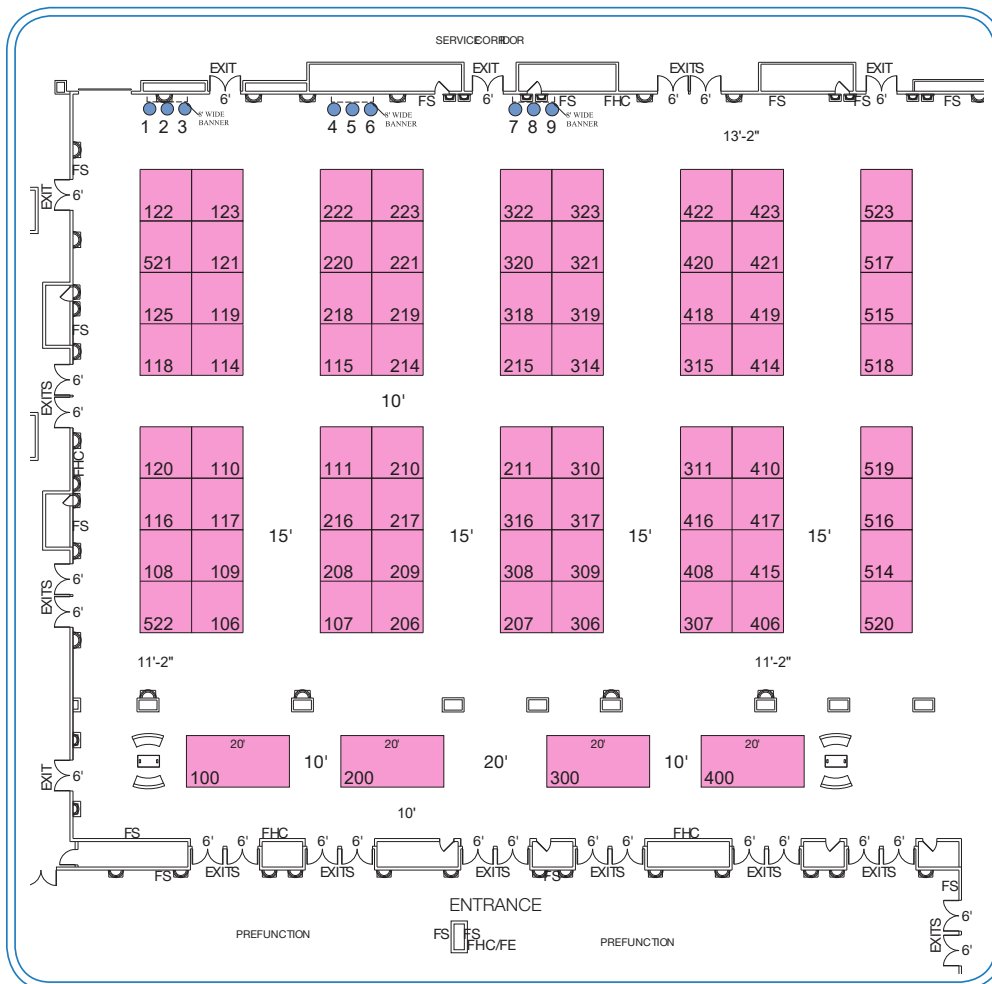 SERVICE CORRIDOR
EXIT EXIT EXITS EXIT
6' 6' 6' 6'
FS FS FHC FS FS FS
1 2 3 8' WIDE BANNER 4 5 6 8' WIDE BANNER 7 8 9 8' WIDE BANNER
13'-2"
FS
EXIT 6'
122 123 222 223 322 323 422 423 523
521 121 220 221 320 321 420 421 517
125 119 218 219 318 319 418 419 515
FS
118 114 115 214 215 314 315 414 518
EXITS 6' 6'
10'
FHC
120 110 111 210 211 310 311 410 519
116 117 216 217 316 317 416 417 516
FS
15' 15' 15' 15'
108 109 208 209 308 309 408 415 514
EXITS 6' 6'
522 106 107 206 207 306 307 406 520
11'-2" 11'-2"
20' 20' 20' 20'
10' 20' 10'
EXIT 6'
100 200 300 400
10'
FS FHC FHC
6' 6' 6' 6' 6' 6' 6' 6' 6' 6' 6' 6'
FS EXITS EXITS EXITS FS EXITS EXITS EXITS
FS
ENTRANCE
EXITS 6' 6'
PREFUNCTION FS FS PREFUNCTION
FHC/FE